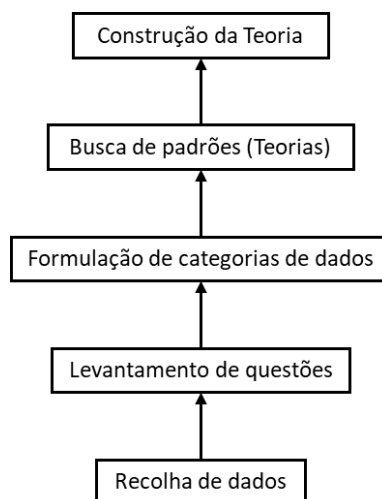 Construção da Teoria
Busca de padrões (Teorias)
Formulação de categorias de dados
Levantamento de questões
Recolha de dados